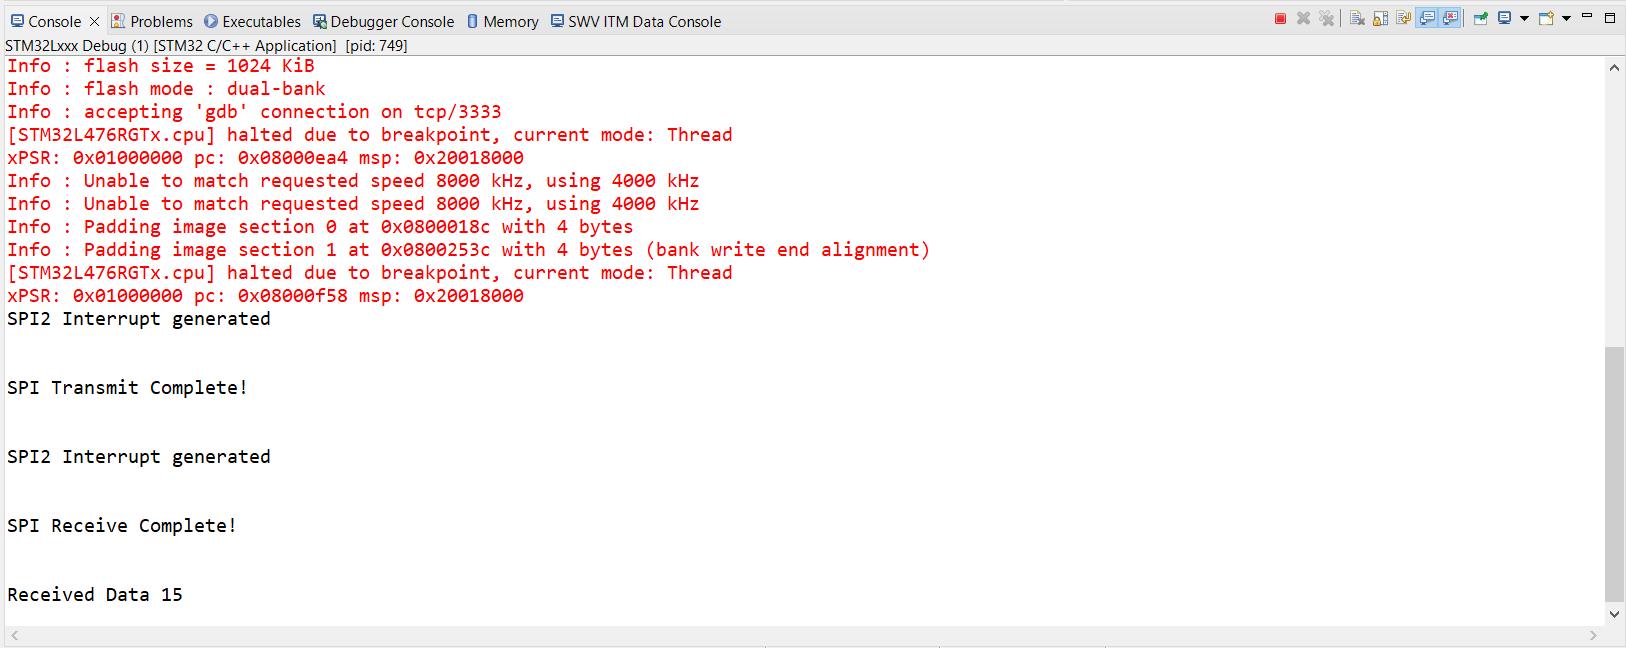 Console Problems Executables Debugger Console Memory SWV ITM Data Console
STM32Lxxx Debug (1) [STM32 C/C++ Application] [pid: 749]
Info : flash size = 1024 KiB
Info : flash mode : dual-bank
Info : accepting 'gdb' connection on tcp/3333
[STM32L476RGTx.cpu] halted due to breakpoint, current mode: Thread
xPSR: 0x01000000 pc: 0x08000ea4 msp: 0x20018000
Info : Unable to match requested speed 8000 kHz, using 4000 kHz
Info : Unable to match requested speed 8000 kHz, using 4000 kHz
Info : Padding image section 0 at 0x0800018c with 4 bytes
Info : Padding image section 1 at 0x0800253c with 4 bytes (bank write end alignment)
[STM32L476RGTx.cpu] halted due to breakpoint, current mode: Thread
xPSR: 0x01000000 pc: 0x08000f58 msp: 0x20018000
SPI2 Interrupt generated
SPI Transmit Complete!
SPI2 Interrupt generated
SPI Receive Complete!
Received Data 15